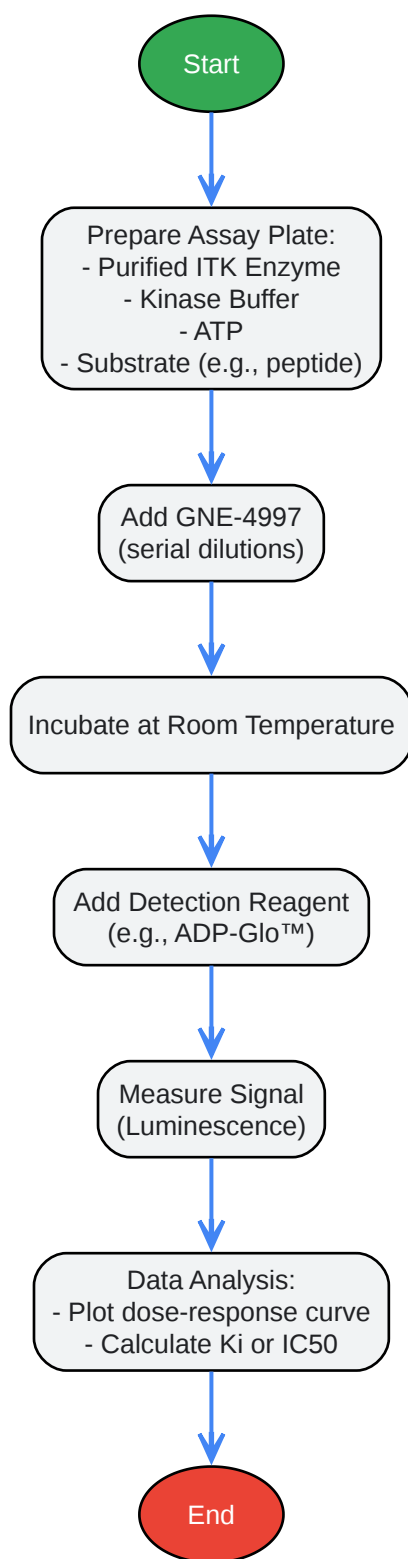 Start
Prepare Assay Plate:
- Purified ITK Enzyme
- Kinase Buffer
- ATP
- Substrate (e.g., peptide)
Add GNE-4997
(serial dilutions)
Incubate at Room Temperature
Add Detection Reagent
(e.g., ADP-Glo™)
Measure Signal
(Luminescence)
Data Analysis:
- Plot dose-response curve
- Calculate Ki or IC50
End